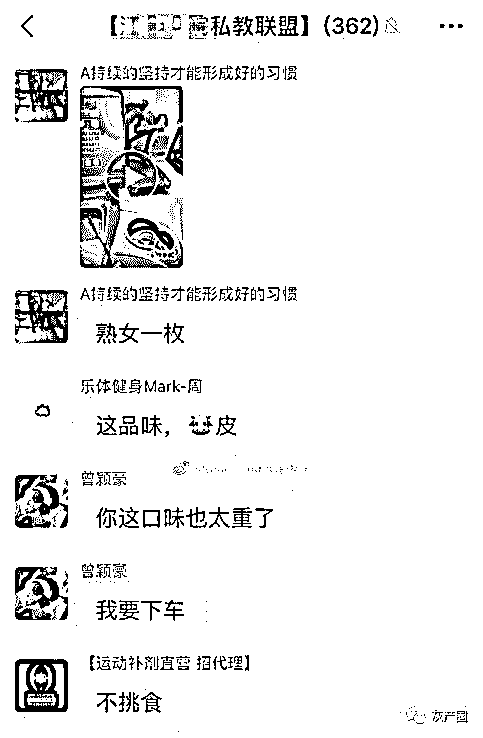 私教联盟】(362)
A持续的坚持才能形成好的习惯
A持续的坚持才能形成好的习惯
熟女一枚
乐体健身Mark-周
这品味，皮
曾颖豪
你这口味也太重了
曾颖豪
我要下车
【运动补剂直营 招代理】
不挑食
灰产圈